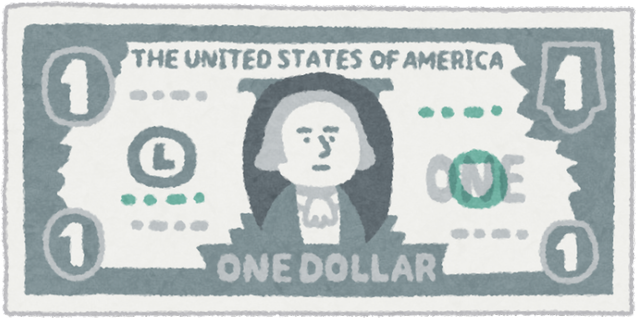 1
THE UNITED STATES OF AMERICA
1
L
ONE
1
ONE DOLLAR
1